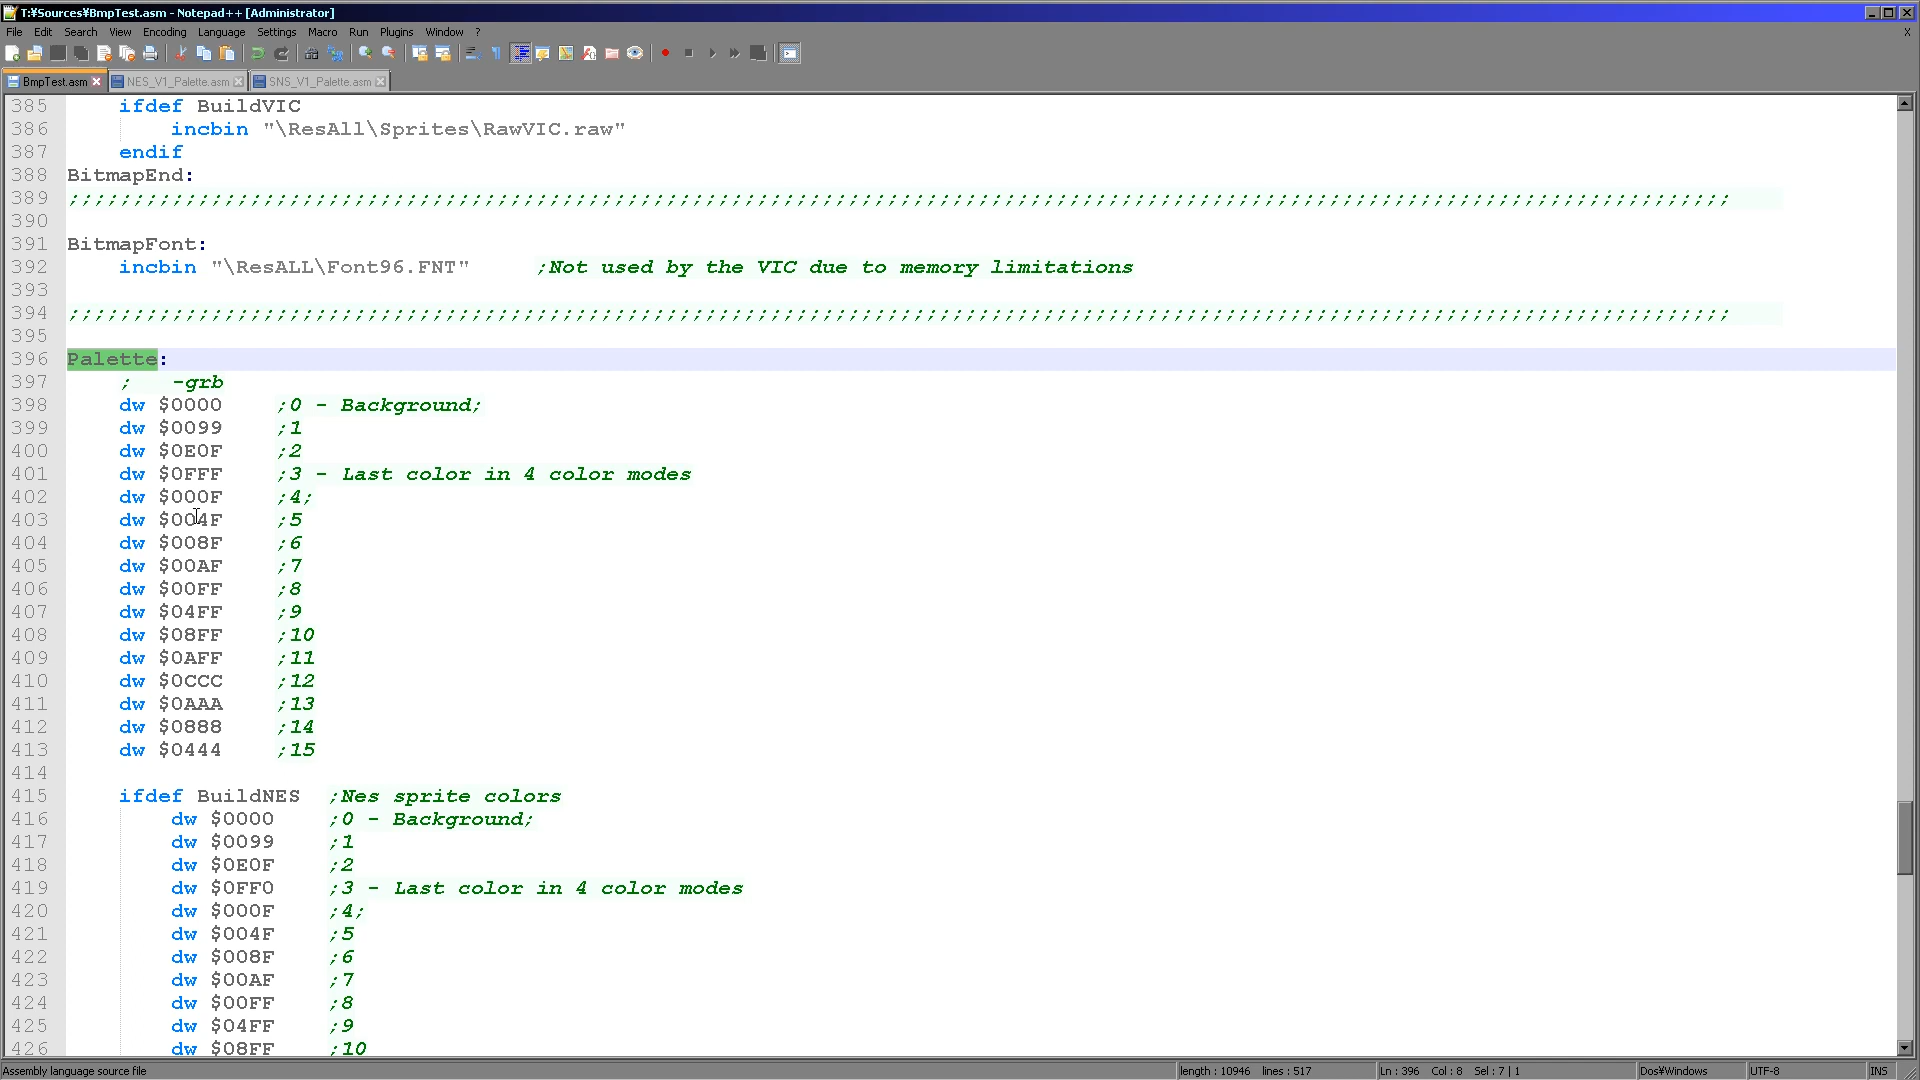 T:¥Sources¥BmpTest.asm - Notepad++ [Administrator]
File Edit Search View Encoding Language Settings Macro Run Plugins Window ? X
BmpTest.asm NES_V1_Palette.asm SNS_V1_Palette.asm
385 ifdef BuildVIC
386 incbin "\ResAll\Sprites\RawVIC.raw"
387 endif
388 BitmapEnd:
389
390
391 BitmapFont:
392 incbin "\ResALL\Font96.FNT" ;Not used by the VIC due to memory limitations
393
394
395
396 Palette:
397 ; -grb
398 dw $0000 ;0 - Background;
399 dw $0099 ;1
400 dw $0E0F ;2
401 dw $0FFF ;3 - Last color in 4 color modes
402 dw $000F ;4;
403 dw $004F ;5
404 dw $008F ;6
405 dw $00AF ;7
406 dw $00FF ;8
407 dw $04FF ;9
408 dw $08FF ;10
409 dw $0AFF ;11
410 dw $0CCC ;12
411 dw $0AAA ;13
412 dw $0888 ;14
413 dw $0444 ;15
414
415 ifdef BuildNES ;Nes sprite colors
416 dw $0000 ;0 - Background;
417 dw $0099 ;1
418 dw $0E0F ;2
419 dw $0FF0 ;3 - Last color in 4 color modes
420 dw $000F ;4;
421 dw $004F ;5
422 dw $008F ;6
423 dw $00AF ;7
424 dw $00FF ;8
425 dw $04FF ;9
426 dw $08FF ;10
Assembly language source file length : 10946 lines : 517 Ln : 396 Col : 8 Sel : 7 | 1 Dos¥Windows UTF-8 INS